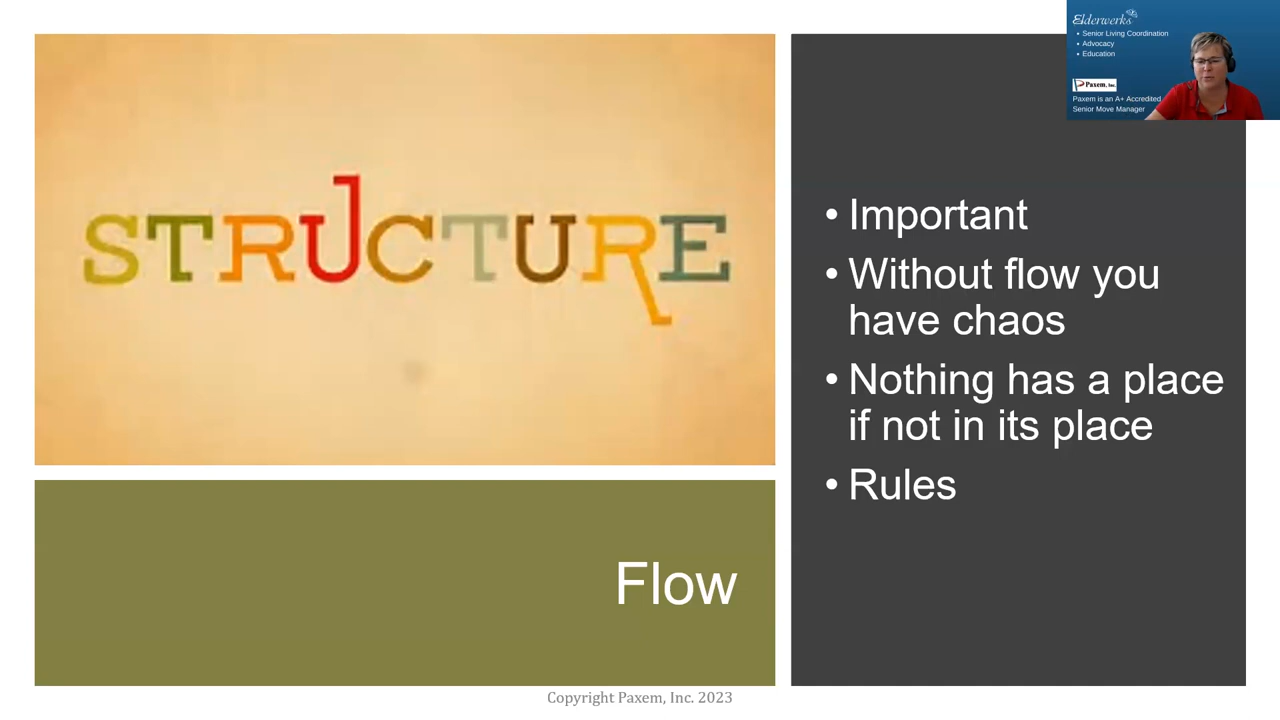 STRUCTURE
Flow
• Important
• Without flow you
have chaos
• Nothing has a place
if not in its place
• Rules
Elderwerks
• Senior Living Coordination
• Advocacy
• Education
Paxem, Inc.
Paxem is an A+ Accredited
Senior Move Manager
Copyright Paxem, Inc. 2023